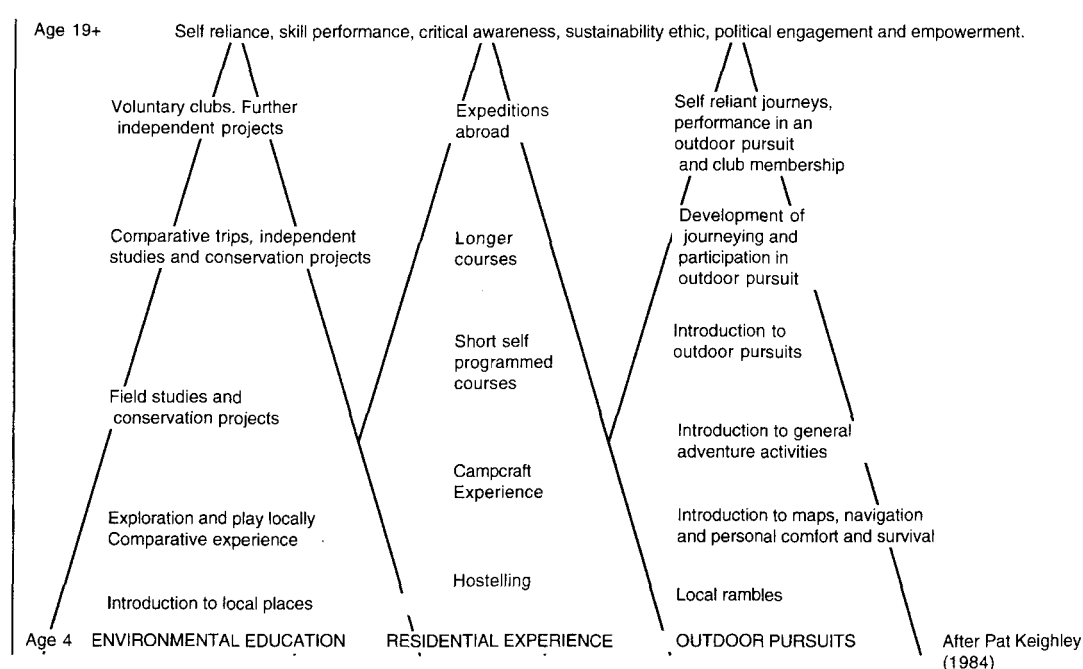 Age 19+
Self reliance, skill performance, critical awareness, sustainability ethic, political engagement and empowerment.
Voluntary clubs. Further
independent projects
Comparative trips, independent
studies and conservation projects
Field studies and
conservation projects
Exploration and play locally
Comparative experience
Introduction to local places
Expeditions
abroad
Longer
courses
Short self
programmed
courses
Campcraft
Experience
Hostelling
Self reliant journeys,
performance in an
outdoor pursuit
and club membership
Development of
journeying and
participation in
outdoor pursuit
Introduction to
outdoor pursuits
Introduction to general
adventure activities
Introduction to maps, navigation
and personal comfort and survival
Local rambles
Age 4
ENVIRONMENTAL EDUCATION
RESIDENTIAL EXPERIENCE
OUTDOOR PURSUITS
After Pat Keighley
(1984)